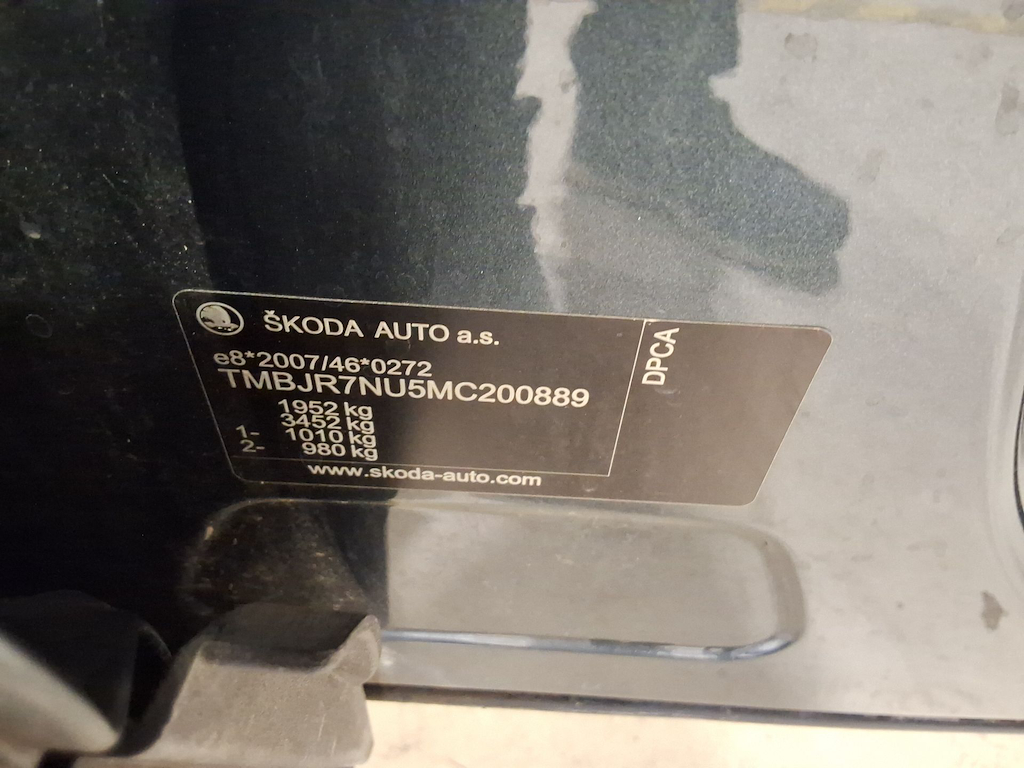 ŠKODA AUTO a.s.
e8*2007/46*0272
TMBJR7NU5MC200889
1952 kg
3452 kg
1- 1010 kg
2- 980 kg
www.skoda-auto.com
DPCA